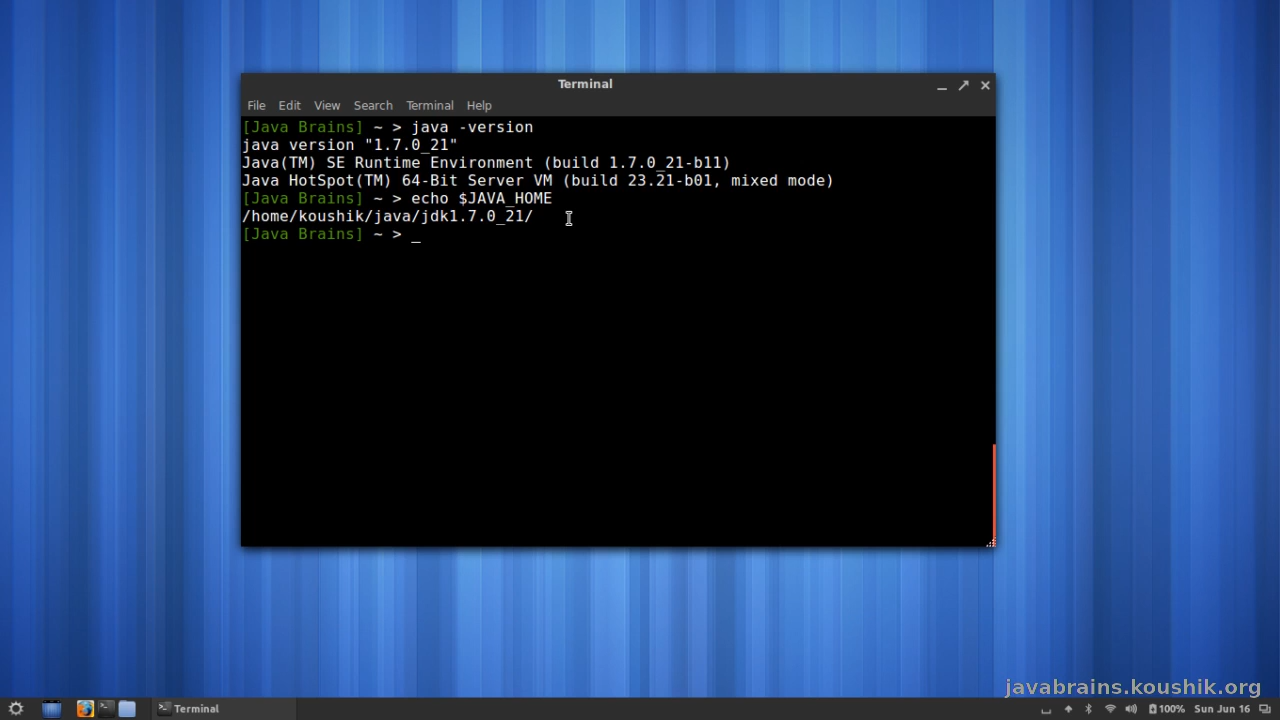 Terminal
File Edit View Search Terminal Help
[Java Brains] ~ > java -version
java version "1.7.0_21"
Java(TM) SE Runtime Environment (build 1.7.0_21-b11)
Java HotSpot(TM) 64-Bit Server VM (build 23.21-b01, mixed mode)
[Java Brains] ~ > echo $JAVA_HOME
/home/koushik/java/jdk1.7.0_21/
[Java Brains] ~ > _
javabrains.koushik.org
Terminal 100% Sun Jun 16